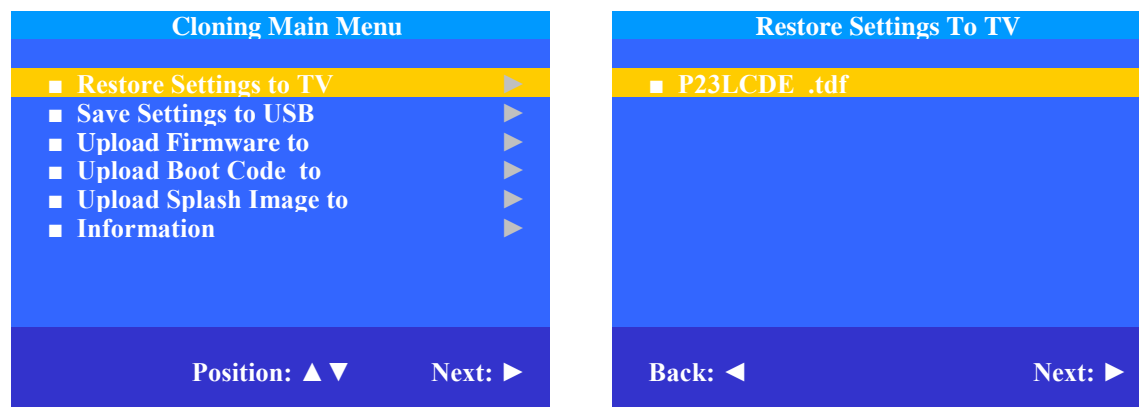 Cloning Main Menu
■ Restore Settings to TV ►
■ Save Settings to USB ►
■ Upload Firmware to ►
■ Upload Boot Code  to ►
■ Upload Splash Image to ►
■ Information ►
Position: ▲▼ Next: ►
Restore Settings To TV
■ P23LCDE  .tdf
Back: ◄ Next: ►